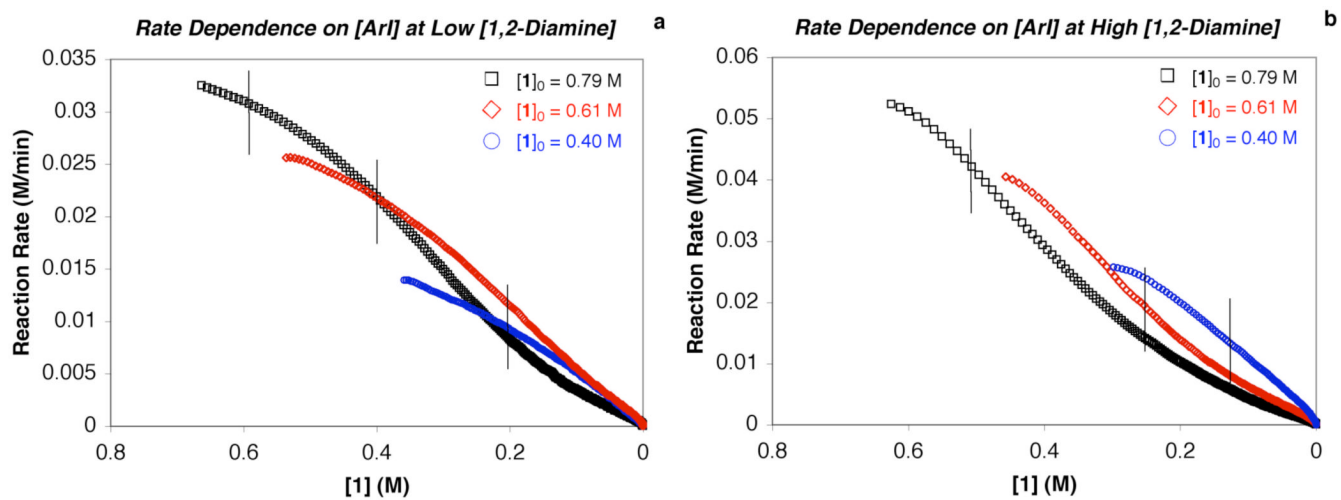 Rate Dependence on [ArI] at Low [1,2-Diamine]
a
0.035
0.03
0.025
0.02
0.015
0.01
0.005
0
Reaction Rate (M/min)
[1]0 = 0.79 M
[1]0 = 0.61 M
[1]0 = 0.40 M
0.8
0.6
0.4
0.2
0
[1] (M)
Rate Dependence on [ArI] at High [1,2-Diamine]
b
0.06
0.05
0.04
0.03
0.02
0.01
0
Reaction Rate (M/min)
[1]0 = 0.79 M
[1]0 = 0.61 M
[1]0 = 0.40 M
0.8
0.6
0.4
0.2
0
[1] (M)